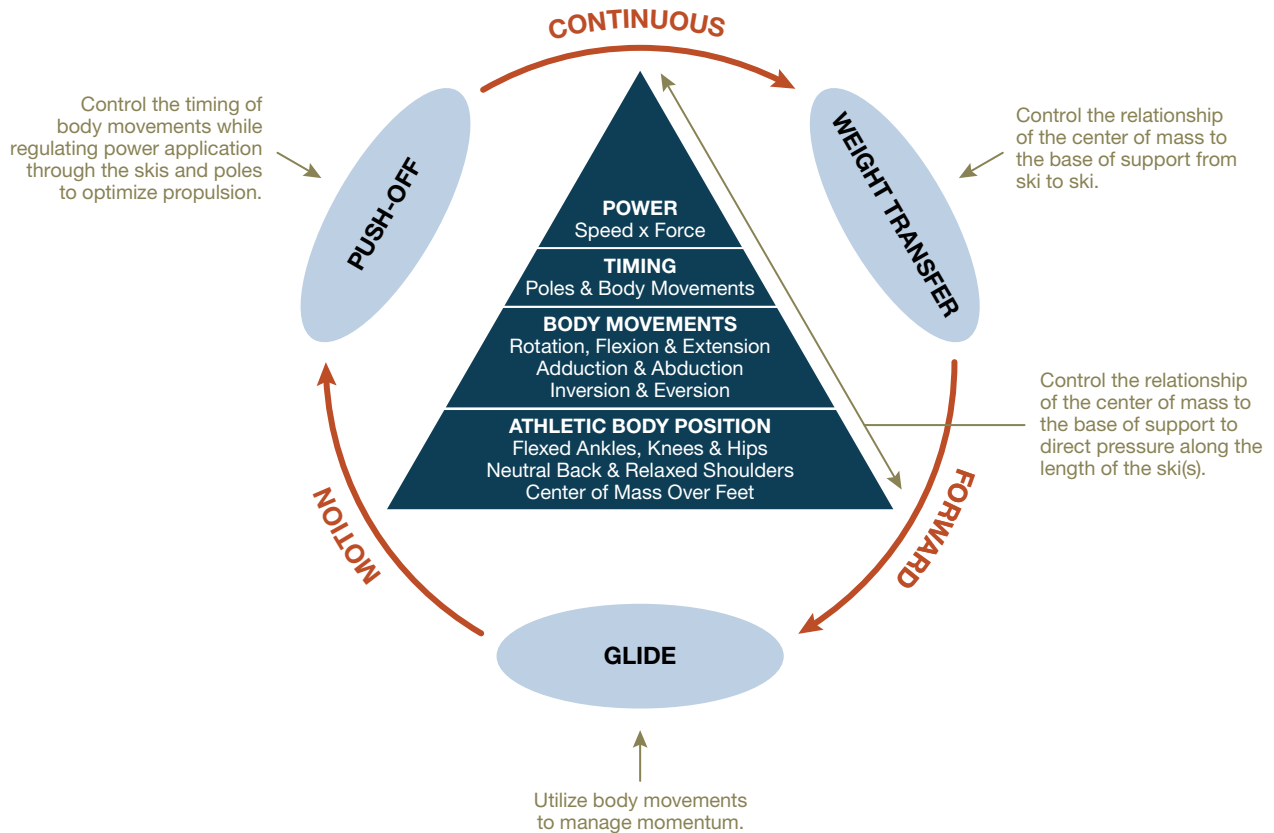 CONTINUOUS
Control the timing of
body movements while
regulating power application
through the skis and poles
to optimize propulsion.
PUSH-OFF
WEIGHT TRANSFER
Control the relationship
of the center of mass to
the base of support from
ski to ski.
POWER
Speed x Force
TIMING
Poles & Body Movements
BODY MOVEMENTS
Rotation, Flexion & Extension
Adduction & Abduction
Inversion & Eversion
ATHLETIC BODY POSITION
Flexed Ankles, Knees & Hips
Neutral Back & Relaxed Shoulders
Center of Mass Over Feet
Control the relationship
of the center of mass to
the base of support to
direct pressure along the
length of the ski(s).
FORWARD
MOTION
GLIDE
Utilize body movements
to manage momentum.